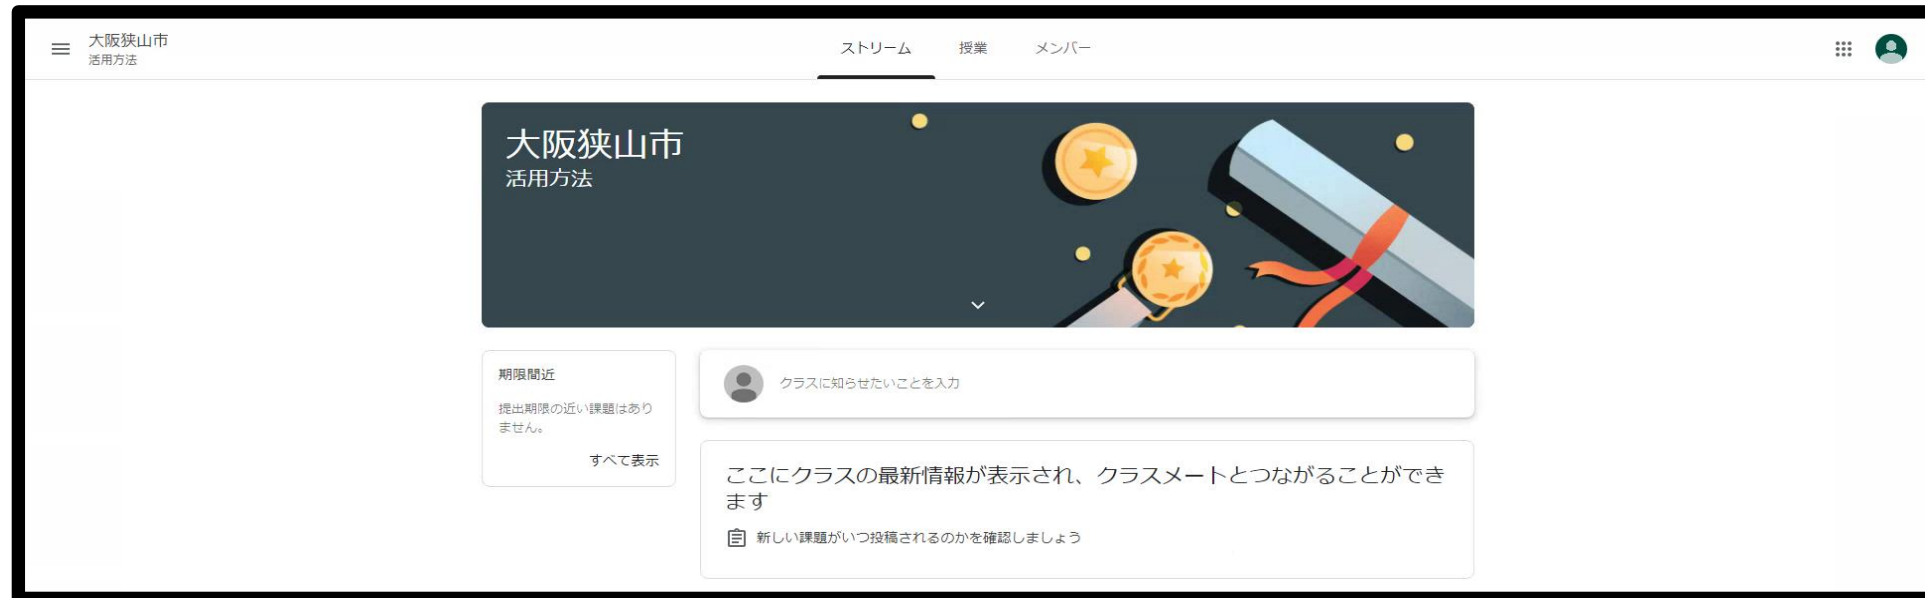 大阪狭山市
活用方法
ストリーム 授業 メンバー
大阪狭山市
活用方法
期限間近
提出期限の近い課題はあり
ません。
すべて表示
クラスに知らせたいことを入力
ここにクラスの最新情報が表示され、クラスメートとつながることができ
ます
新しい課題がいつ投稿されるのかを確認しましょう